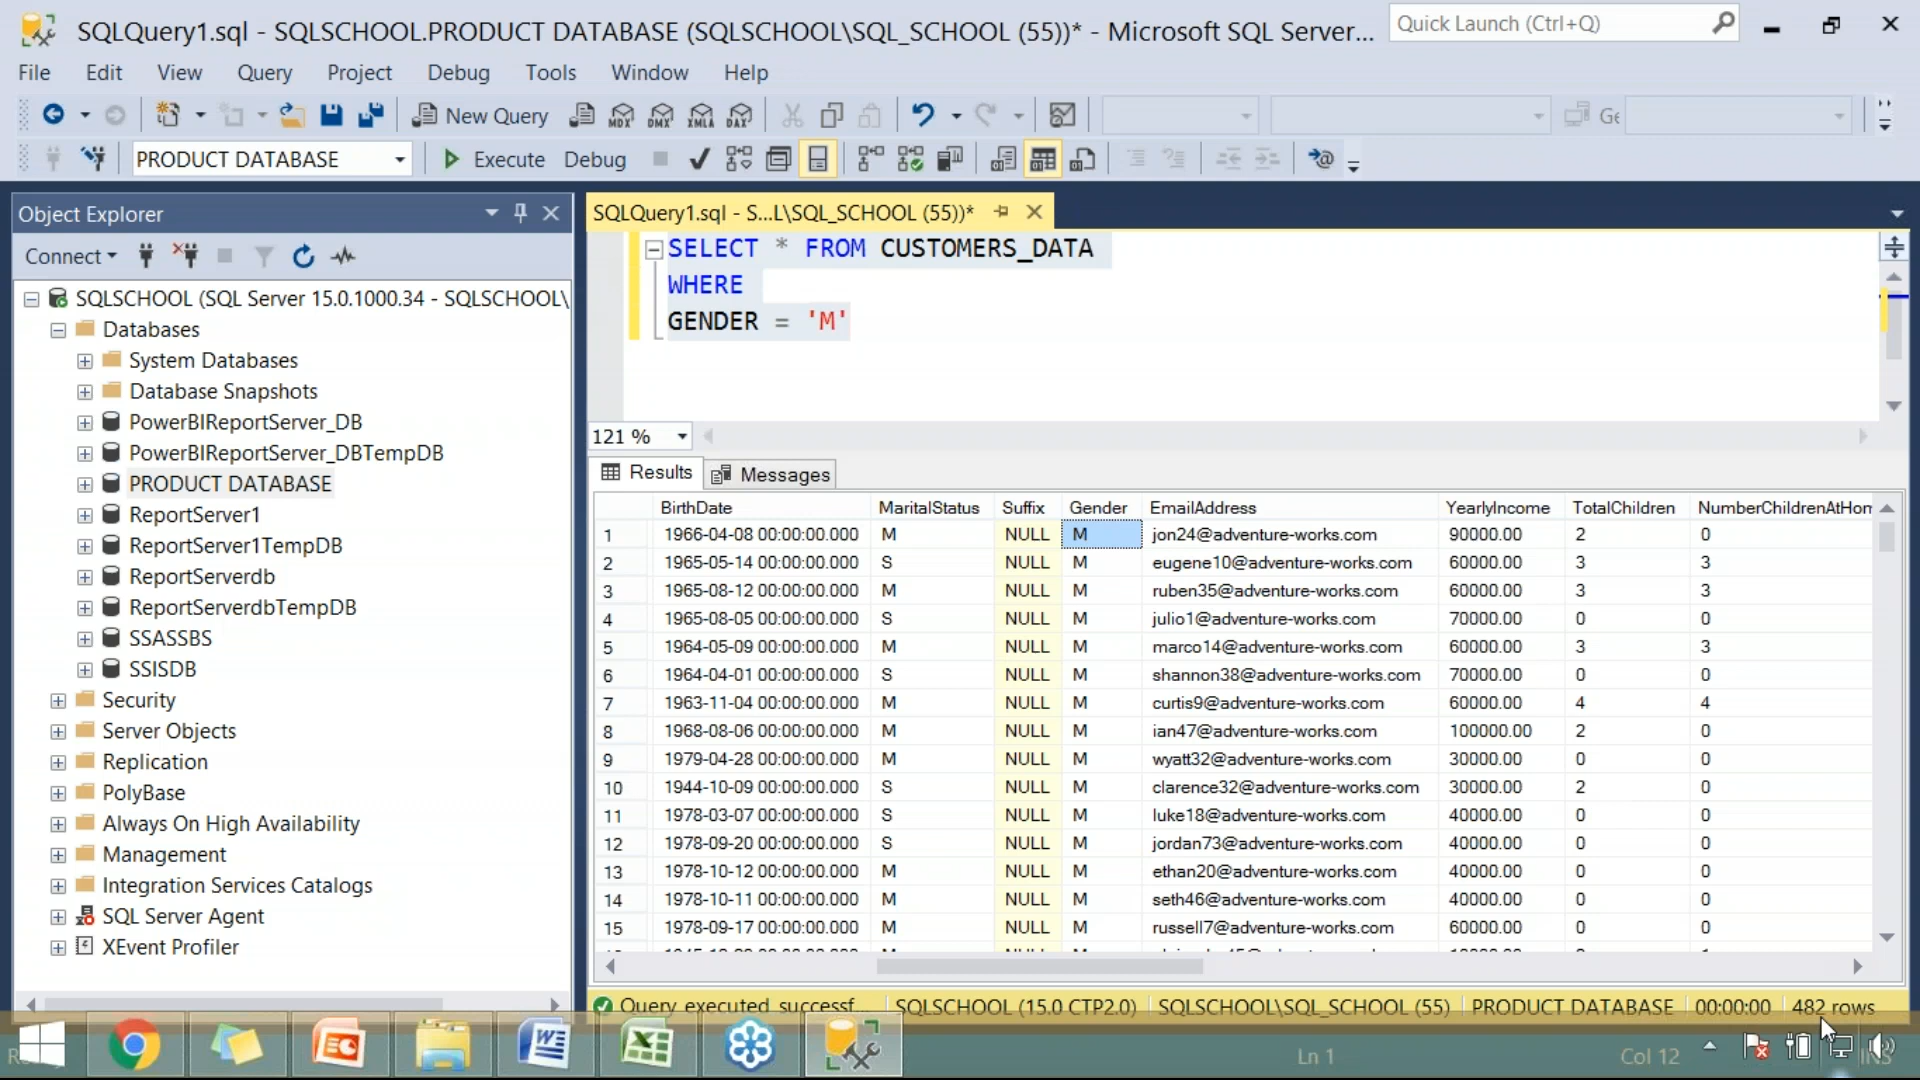 SQLQuery1.sql - SQLSCHOOL.PRODUCT DATABASE (SQLSCHOOL\SQL_SCHOOL (55))* - Microsoft SQL Server...
Quick Launch (Ctrl+Q)
File Edit View Query Project Debug Tools Window Help
New Query MDX DMX XMLA DAX
PRODUCT DATABASE Execute Debug
Object Explorer
Connect
SQLSCHOOL (SQL Server 15.0.1000.34 - SQLSCHOOL\
Databases
System Databases
Database Snapshots
PowerBIReportServer_DB
PowerBIReportServer_DBTempDB
PRODUCT DATABASE
ReportServer1
ReportServer1TempDB
ReportServerdb
ReportServerdbTempDB
SSASSBS
SSISDB
Security
Server Objects
Replication
PolyBase
Always On High Availability
Management
Integration Services Catalogs
SQL Server Agent
XEvent Profiler
SQLQuery1.sql - S...L\SQL_SCHOOL (55))*
SELECT * FROM CUSTOMERS_DATA
WHERE
GENDER = 'M'
121 %
Results Messages
BirthDate MaritalStatus Suffix Gender EmailAddress YearlyIncome TotalChildren NumberChildrenAtHom
1 1966-04-08 00:00:00.000 M NULL M jon24@adventure-works.com 90000.00 2 0
2 1965-05-14 00:00:00.000 S NULL M eugene10@adventure-works.com 60000.00 3 3
3 1965-08-12 00:00:00.000 M NULL M ruben35@adventure-works.com 60000.00 3 3
4 1965-08-05 00:00:00.000 S NULL M julio1@adventure-works.com 70000.00 0 0
5 1964-05-09 00:00:00.000 M NULL M marco14@adventure-works.com 60000.00 3 3
6 1964-04-01 00:00:00.000 S NULL M shannon38@adventure-works.com 70000.00 0 0
7 1963-11-04 00:00:00.000 M NULL M curtis9@adventure-works.com 60000.00 4 4
8 1968-08-06 00:00:00.000 M NULL M ian47@adventure-works.com 100000.00 2 0
9 1979-04-28 00:00:00.000 M NULL M wyatt32@adventure-works.com 30000.00 0 0
10 1944-10-09 00:00:00.000 S NULL M clarence32@adventure-works.com 30000.00 2 0
11 1978-03-07 00:00:00.000 S NULL M luke18@adventure-works.com 40000.00 0 0
12 1978-09-20 00:00:00.000 S NULL M jordan73@adventure-works.com 40000.00 0 0
13 1978-10-12 00:00:00.000 M NULL M ethan20@adventure-works.com 40000.00 0 0
14 1978-10-11 00:00:00.000 M NULL M seth46@adventure-works.com 40000.00 0 0
15 1978-09-17 00:00:00.000 M NULL M russell7@adventure-works.com 60000.00 0 0
Query executed successf... SQLSCHOOL (15.0 CTP2.0) SQLSCHOOL\SQL_SCHOOL (55) PRODUCT DATABASE 00:00:00 482 rows
Ln 1 Col 12 INS